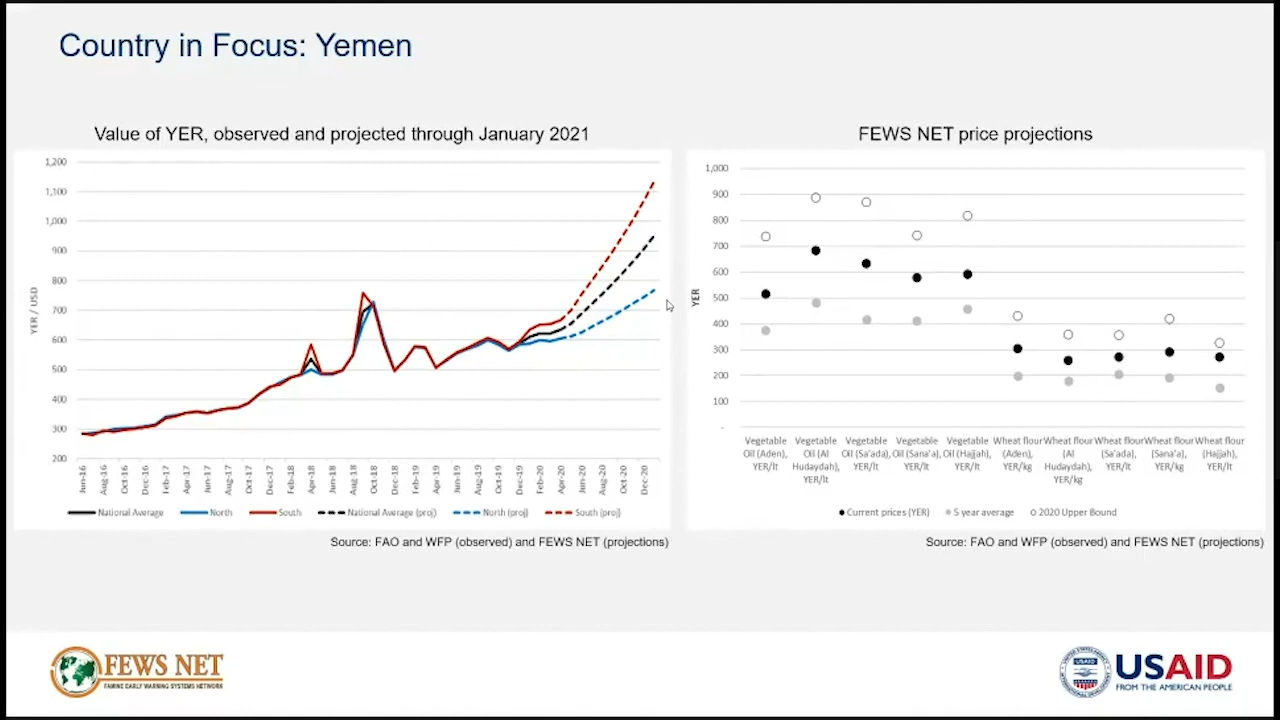 Country in Focus: Yemen
Value of YER, observed and projected through January 2021
1,200
1,100
1,000
900
800
700
600
500
400
300
200
YER / USD
Jun-16
Aug-16
Oct-16
Dec-16
Feb-17
Apr-17
Jun-17
Aug-17
Oct-17
Dec-17
Feb-18
Apr-18
Jun-18
Aug-18
Oct-18
Dec-18
Feb-19
Apr-19
Jun-19
Aug-19
Oct-19
Dec-19
Feb-20
Apr-20
Jun-20
Aug-20
Oct-20
Dec-20
National Average
North
South
National Average (proj)
North (proj)
South (proj)
Source: FAO and WFP (observed) and FEWS NET (projections)
FEWS NET price projections
1,000
900
800
700
600
500
400
300
200
100
-
YER
Vegetable
Oil (Aden),
YER/lt
Vegetable
Oil (Al
Hudaydah),
YER/lt
Vegetable
Oil (Sa'ada),
YER/lt
Vegetable
Oil (Sana'a),
YER/lt
Vegetable
Oil (Hajjah),
YER/lt
Wheat flour
(Aden),
YER/kg
Wheat flour
(Al
Hudaydah),
YER/kg
Wheat flour
(Sa'ada),
YER/lt
Wheat flour
(Sana'a),
YER/kg
Wheat flour
(Hajjah),
YER/lt
Current prices (YER)
5 year average
2020 Upper Bound
Source: FAO and WFP (observed) and FEWS NET (projections)
FEWS NET
FAMINE EARLY WARNING SYSTEMS NETWORK
USAID
USAID
FROM THE AMERICAN PEOPLE